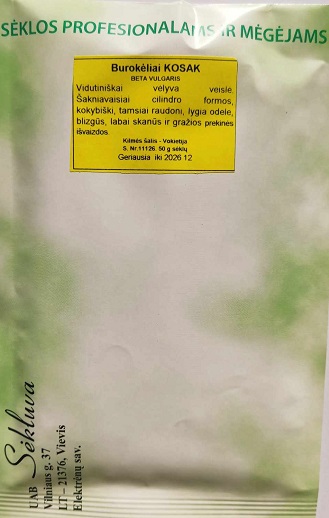 SĖKLOS PROFESIONALAMS IR MĖGĖJAMS
Burokėliai KOSAK
BETA VULGARIS
Vidutiniškai vėlyva veislė.
Šakniavaisiai cilindro formos,
kokybiški, tamsiai raudoni, lygia odele,
blizgūs, labai skanūs ir gražios prekinės
išvaizdos.
Kilmės šalis - Vokietija
S. Nr.11126. 50 g sėklų
Geriausia iki 2026 12
UAB Sėkluva
Vilniaus g. 37
LT – 21376, Vievis
Elektrėnų sav.